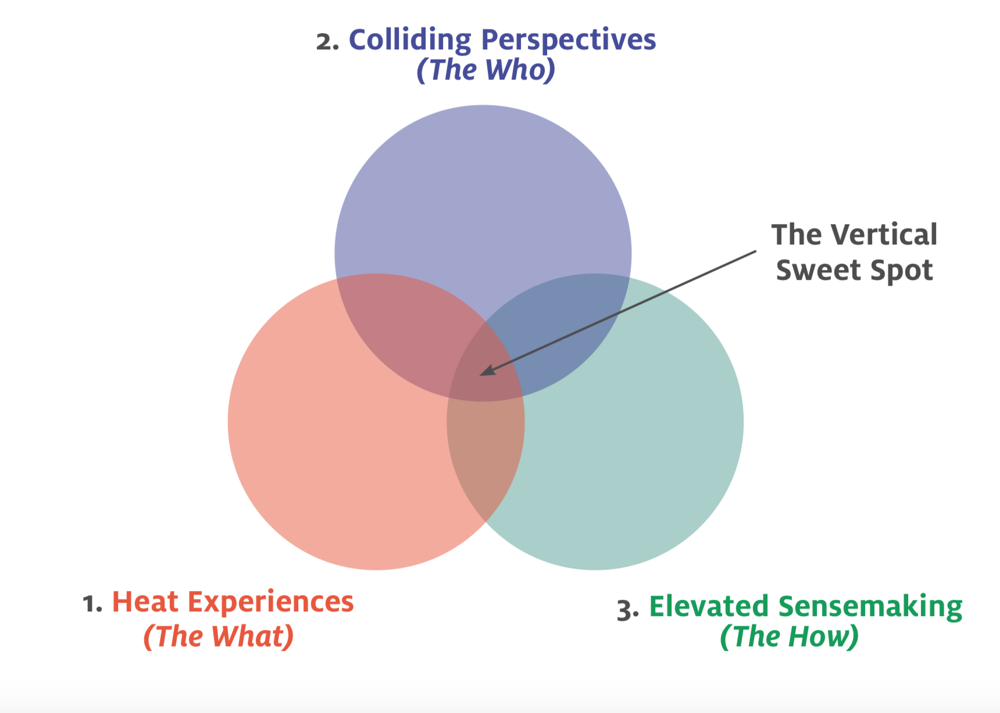 2. Colliding Perspectives
(The Who)
The Vertical
Sweet Spot
1. Heat Experiences
(The What)
3. Elevated Sensemaking
(The How)